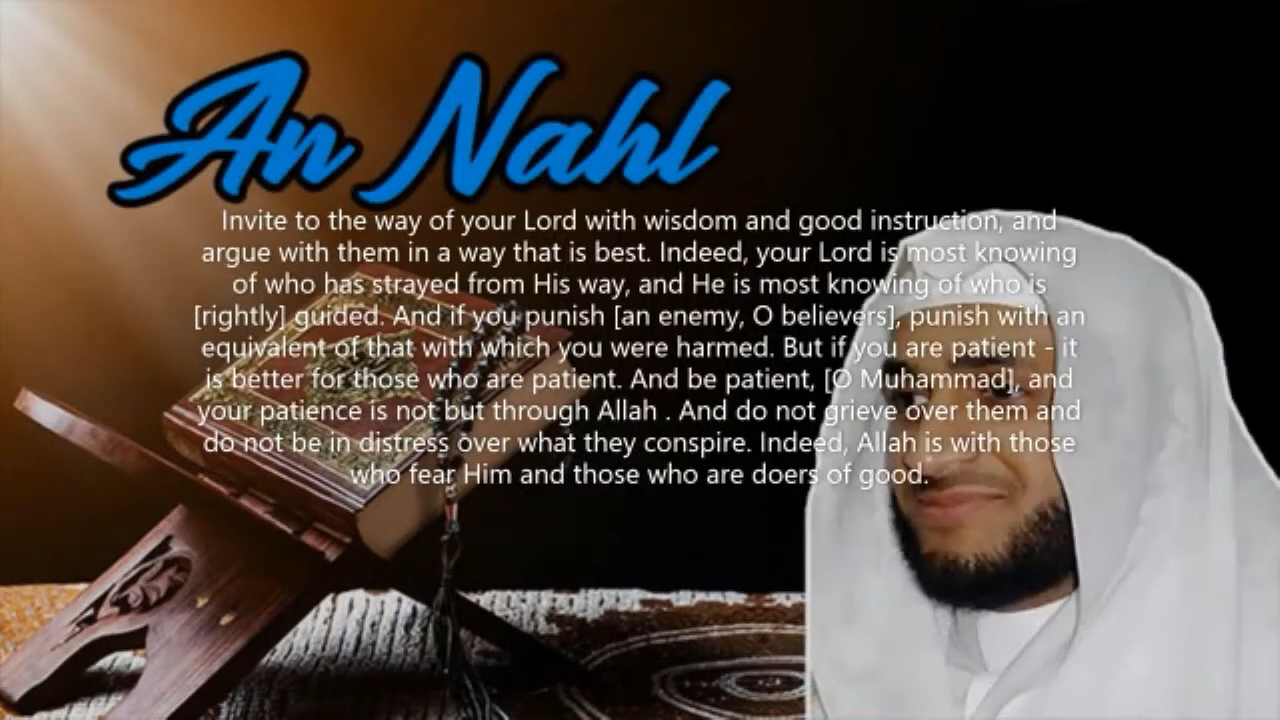 An Nahl
Invite to the way of your Lord with wisdom and good instruction, and
argue with them in a way that is best. Indeed, your Lord is most knowing
of who has strayed from His way, and He is most knowing of who is
[rightly] guided. And if you punish [an enemy, O believers], punish with an
equivalent of that with which you were harmed. But if you are patient - it
is better for those who are patient. And be patient, [O Muhammad], and
your patience is not but through Allah . And do not grieve over them and
do not be in distress over what they conspire. Indeed, Allah is with those
who fear Him and those who are doers of good.